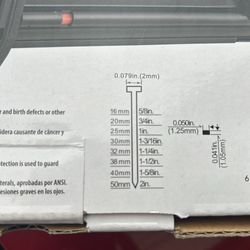 0.079in.(2mm)
r and birth defects or other
idera causante de cáncer y
otection is used to guard
terals, aprobadas por ANSI.
esiones graves en los ojos.
16mm 5/8in.
20mm 3/4in.
25mm 1in.
30mm 1-3/16in.
32mm 1-1/4in.
38mm 1-1/2in.
40mm 1-5/8in.
50mm 2in.
0.050in.
(1.25mm)
0.041in.
(1.05mm)
6